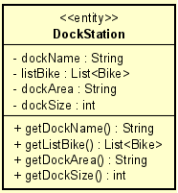 <<entity>>
DockStation
- dockName : String
- listBike : List<Bike>
- dockArea : String
- dockSize : int
+ getDockName() : String
+ getListBike() : List<Bike>
+ getDockArea() : String
+ getDockSize() : int